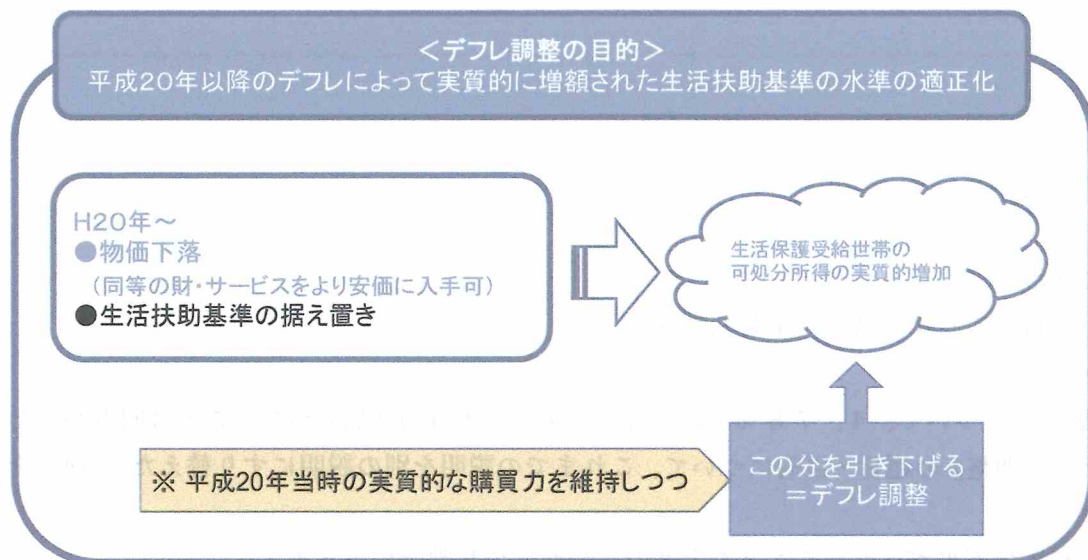 ＜デフレ調整の目的＞
平成20年以降のデフレによって実質的に増額された生活扶助基準の水準の適正化
H20年～
●物価下落
（同等の財・サービスをより安価に入手可）
●生活扶助基準の据え置き
生活保護受給世帯の
可処分所得の実質的増加
※ 平成20年当時の実質的な購買力を維持しつつ
この分を引き下げる
＝デフレ調整